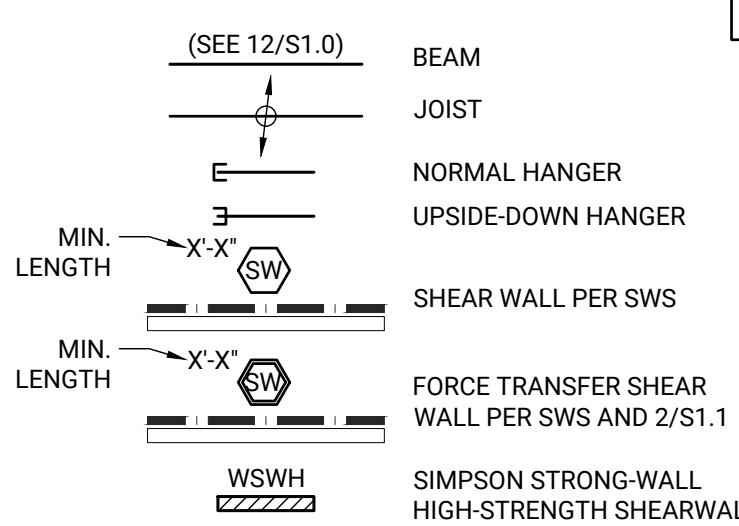 (SEE 12/S1.0)
BEAM
JOIST
NORMAL HANGER
UPSIDE-DOWN HANGER
MIN.
LENGTH
X'-X"
SW
SHEAR WALL PER SWS
MIN.
LENGTH
X'-X"
SW
FORCE TRANSFER SHEAR
WALL PER SWS AND 2/S1.1
WSWH
SIMPSON STRONG-WALL
HIGH-STRENGTH